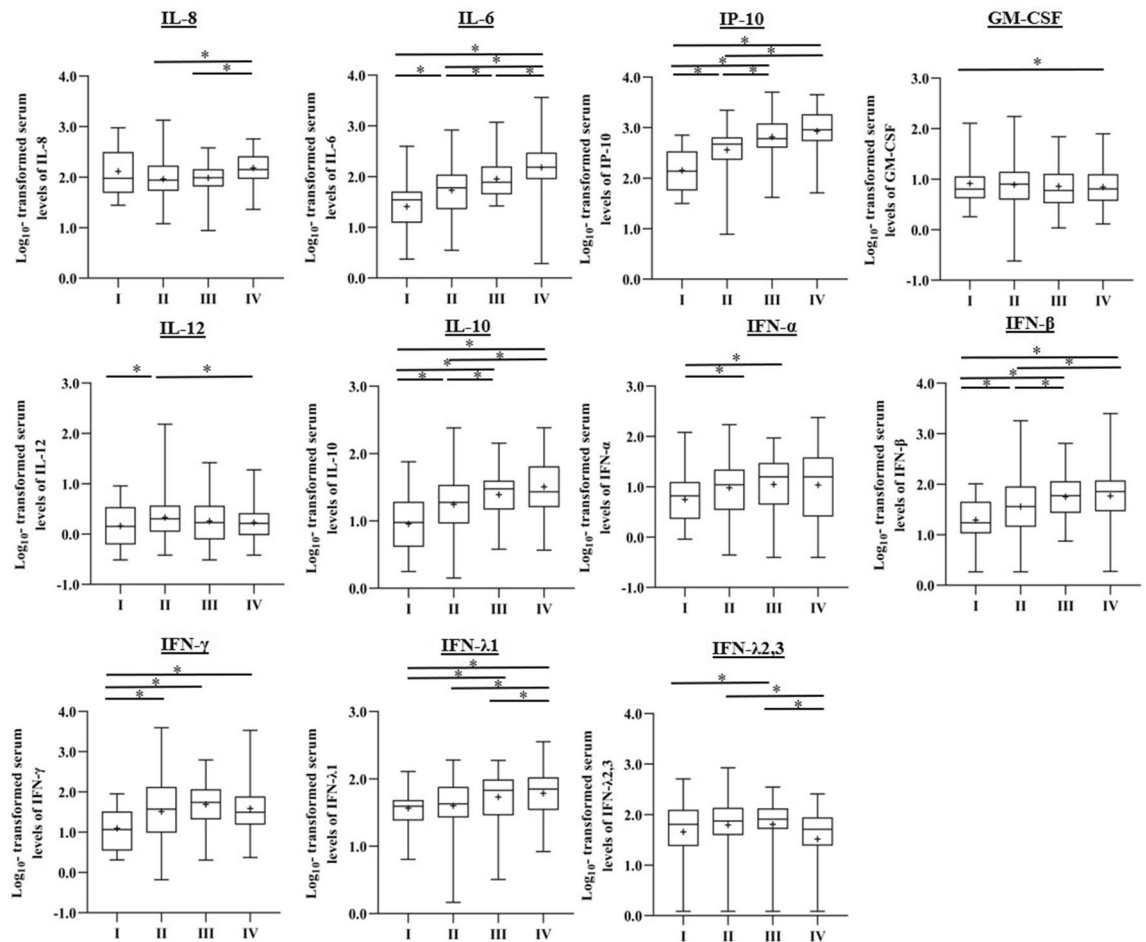 IL-8
*
*
Log10- transformed serum
levels of IL-8
4.0
3.0
2.0
1.0
0.0
I II III IV
IL-6
*
*
* * *
Log10- transformed serum
levels of IL-6
4.0
3.0
2.0
1.0
0.0
I II III IV
IP-10
*
*
*
* *
Log10- transformed serum
levels of IP-10
4.0
3.0
2.0
1.0
0.0
I II III IV
GM-CSF
*
Log10- transformed serum
levels of GM-CSF
3.0
2.0
1.0
0.0
-1.0
I II III IV
IL-12
* *
Log10- transformed serum
levels of IL-12
3.0
2.0
1.0
0.0
-1.0
I II III IV
IL-10
*
*
*
* *
Log10- transformed serum
levels of IL-10
3.0
2.0
1.0
0.0
I II III IV
IFN-α
*
*
Log10- transformed serum
levels of IFN-α
3.0
2.0
1.0
0.0
-1.0
I II III IV
IFN-β
*
*
*
* *
Log10- transformed serum
levels of IFN-β
4.0
3.0
2.0
1.0
0.0
I II III IV
IFN-γ
*
*
*
Log10- transformed serum
levels of IFN-γ
4.0
3.0
2.0
1.0
0.0
-1.0
I II III IV
IFN-λ1
*
*
*
*
Log10- transformed serum
levels of IFN-λ1
3.0
2.0
1.0
0.0
I II III IV
IFN-λ2,3
*
*
*
Log10- transformed serum
levels of IFN-λ2,3
4.0
3.0
2.0
1.0
0.0
I II III IV